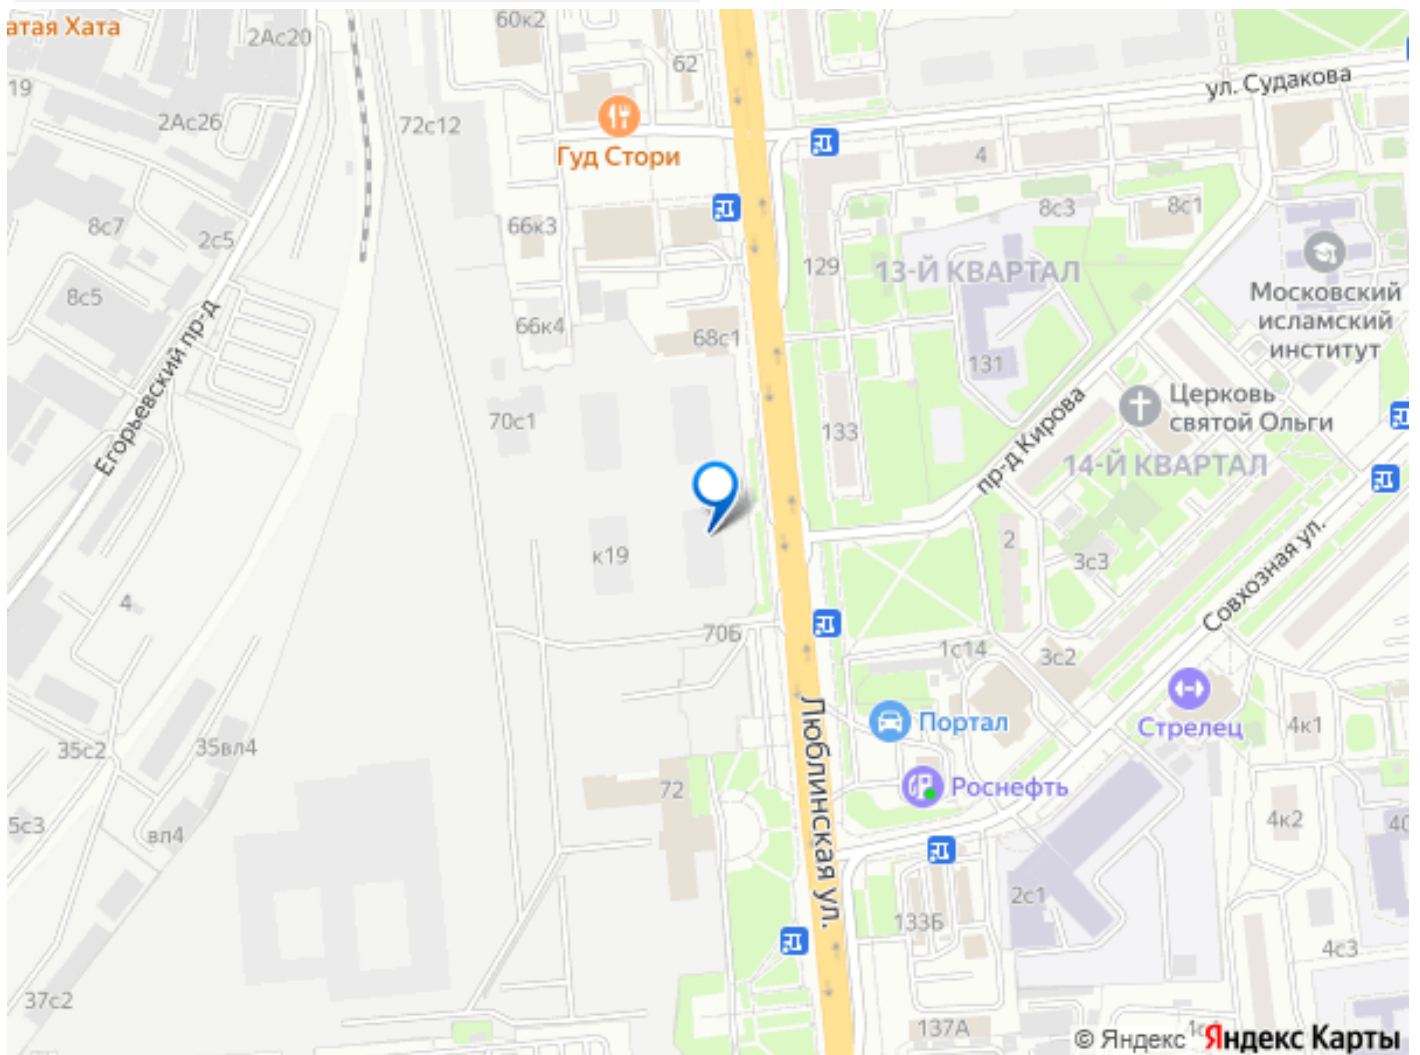 атая Хата
60к2
2Ас20
62
ул. Судакова
19
2Ас26
72с12
Гуд Стори
4
8с7
2с5
66к3
129
8с3
8с1
13-Й КВАРТАЛ
Московский
исламский
институт
8с5
Егорьевский пр-д
66к4
68с1
131
70с1
133
пр-д Кирова
Церковь
святой Ольги
14-Й КВАРТАЛ
к19
2
3с3
Совхозная ул.
4
70Б
1с14
3с2
Люблинская ул.
Портал
Стрелец
4к1
35с2
35вл4
72
Роснефть
5с3
вл4
4к2
40
2с1
133Б
4с3
37с2
137А
© Яндекс
Яндекс Карты